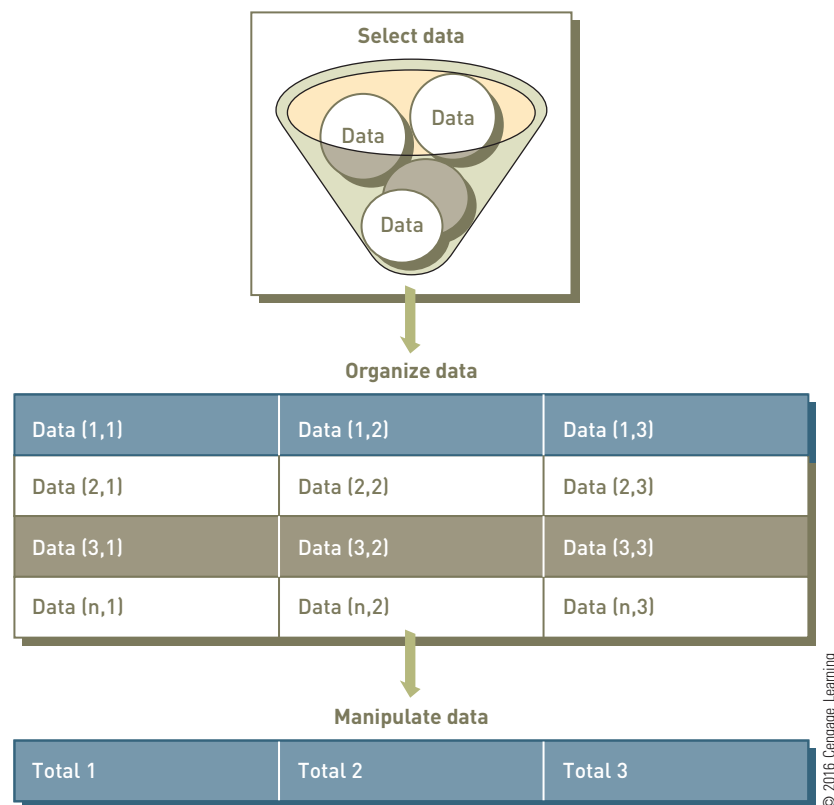 Select data
Data
Data
Data
Organize data
Data (1,1) Data (1,2) Data (1,3)
Data (2,1) Data (2,2) Data (2,3)
Data (3,1) Data (3,2) Data (3,3)
Data (n,1) Data (n,2) Data (n,3)
Manipulate data
Total 1 Total 2 Total 3
© 2016 Cengage Learning